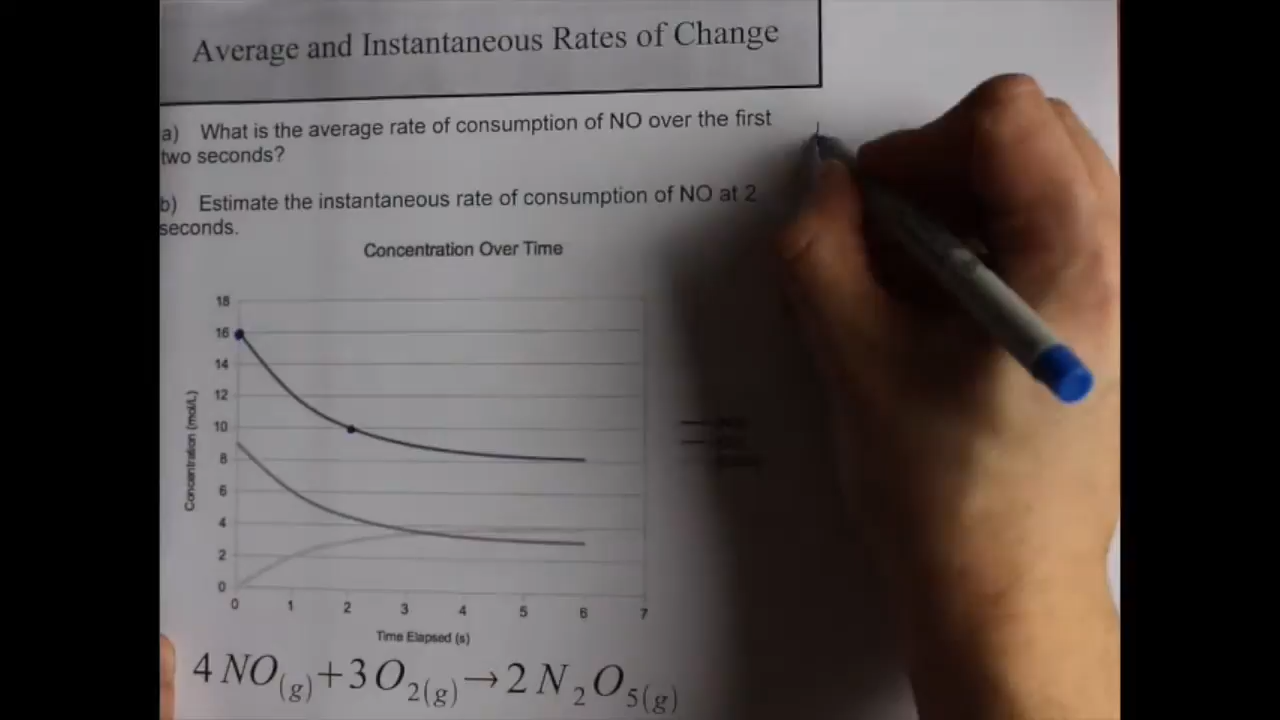 Average and Instantaneous Rates of Change
a) What is the average rate of consumption of NO over the first
two seconds?
b) Estimate the instantaneous rate of consumption of NO at 2
seconds.
Concentration Over Time
18
16
14
12
10
8
6
4
2
0
Concentration (mol/L)
0 1 2 3 4 5 6 7
Time Elapsed (s)
4 NO(g)+3 O2(g)→2 N2O5(g)